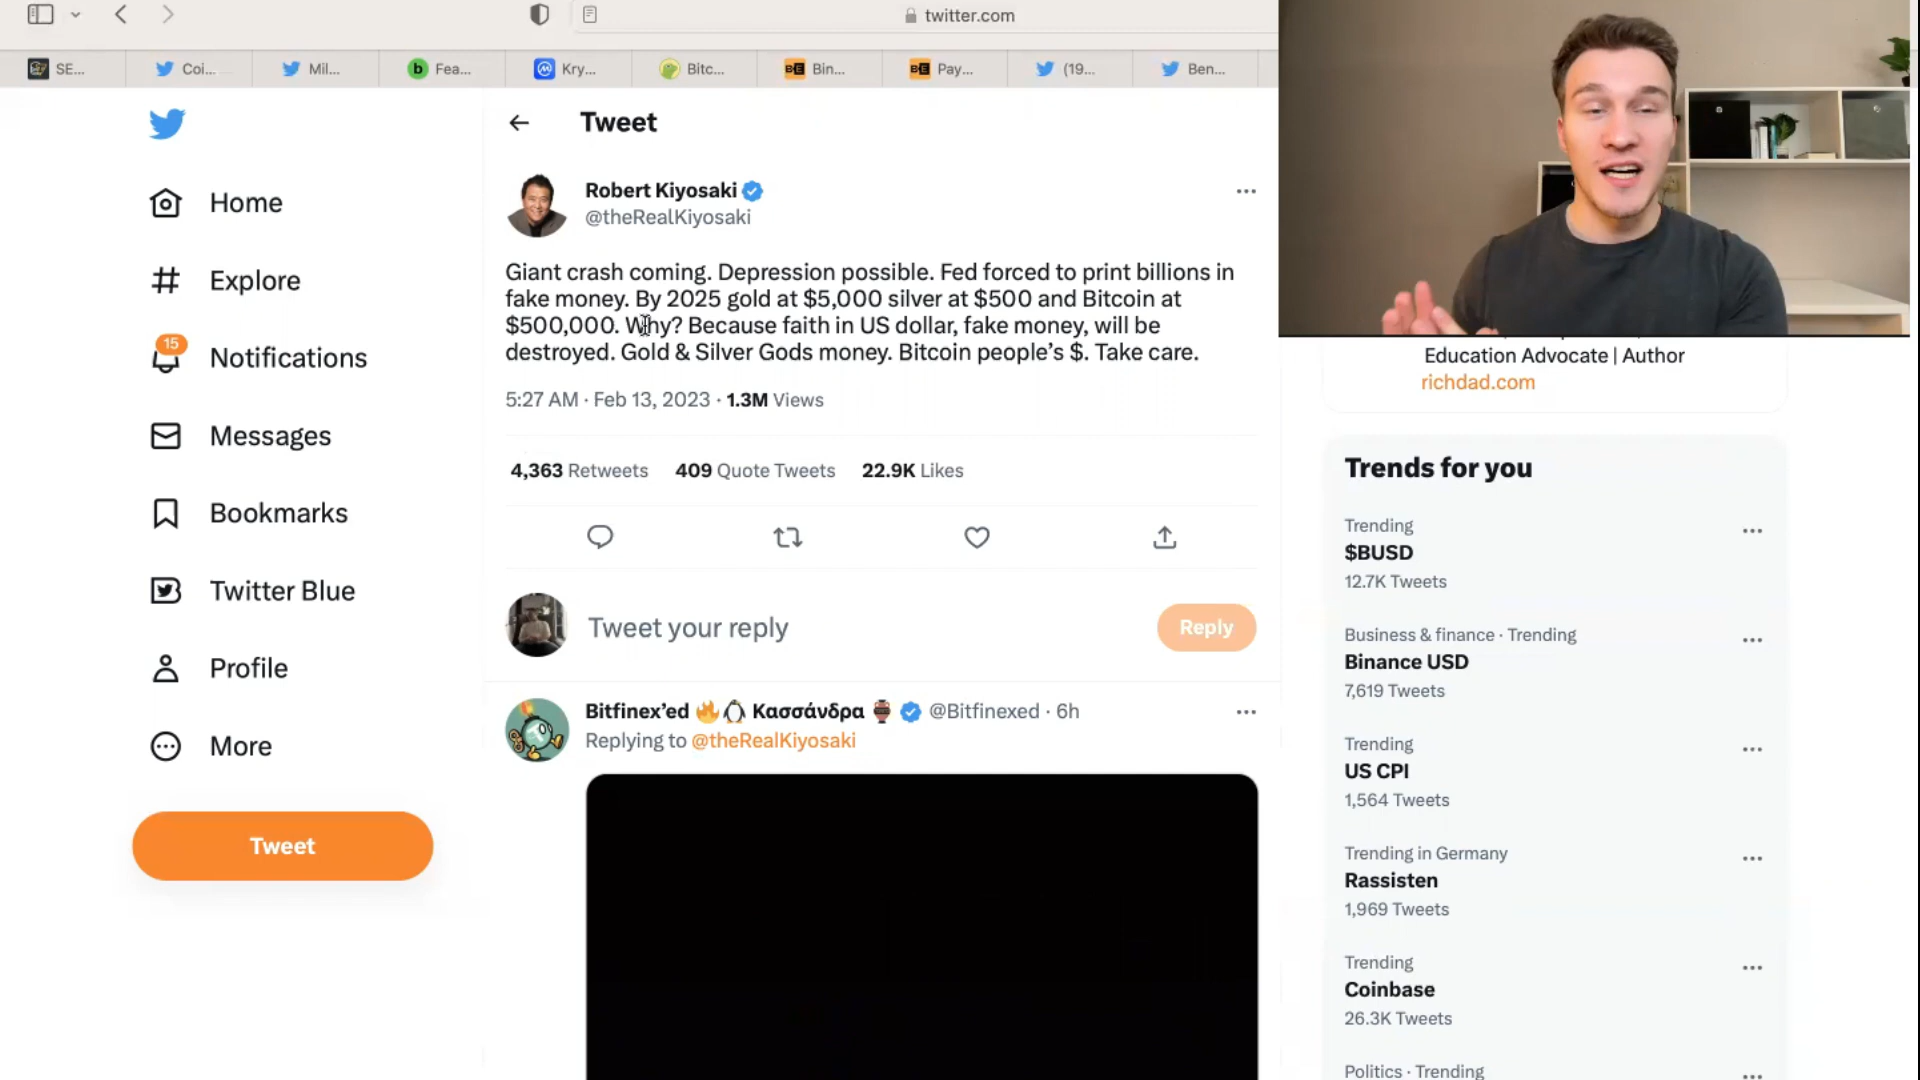 twitter.com
SE...
Coi...
Mil...
Fea...
Kry...
Bitc...
Bin...
Pay...
(19...
Ben...
Home
Explore
15
Notifications
Messages
Bookmarks
Twitter Blue
Profile
More
Tweet
Tweet
Robert Kiyosaki
@theRealKiyosaki
Giant crash coming. Depression possible. Fed forced to print billions in
fake money. By 2025 gold at $5,000 silver at $500 and Bitcoin at
$500,000. Why? Because faith in US dollar, fake money, will be
destroyed. Gold & Silver Gods money. Bitcoin people’s $. Take care.
5:27 AM · Feb 13, 2023 · 1.3M Views
4,363 Retweets 409 Quote Tweets 22.9K Likes
Tweet your reply
Reply
Bitfinex’ed 🔥🐧 Κασσάνδρα 🏺 @Bitfinexed · 6h
Replying to @theRealKiyosaki
Education Advocate | Author
richdad.com
Trends for you
Trending
$BUSD
12.7K Tweets
Business & finance · Trending
Binance USD
7,619 Tweets
Trending
US CPI
1,564 Tweets
Trending in Germany
Rassisten
1,969 Tweets
Trending
Coinbase
26.3K Tweets
Politics · Trending